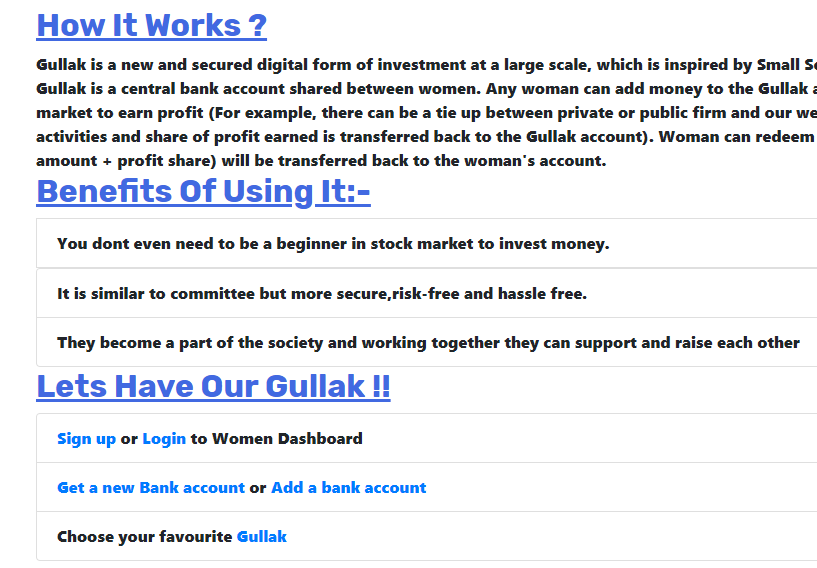 How It Works ?
Gullak is a new and secured digital form of investment at a large scale, which is inspired by Small
Gullak is a central bank account shared between women. Any woman can add money to the Gullak
market to earn profit (For example, there can be a tie up between private or public firm and our
activities and share of profit earned is transferred back to the Gullak account). Woman can redeem
amount + profit share) will be transferred back to the woman's account.
Benefits Of Using It:-
You dont even need to be a beginner in stock market to invest money.
It is similar to committee but more secure,risk-free and hassle free.
They become a part of the society and working together they can support and raise each other
Lets Have Our Gullak !!
Sign up or Login to Women Dashboard
Get a new Bank account or Add a bank account
Choose your favourite Gullak